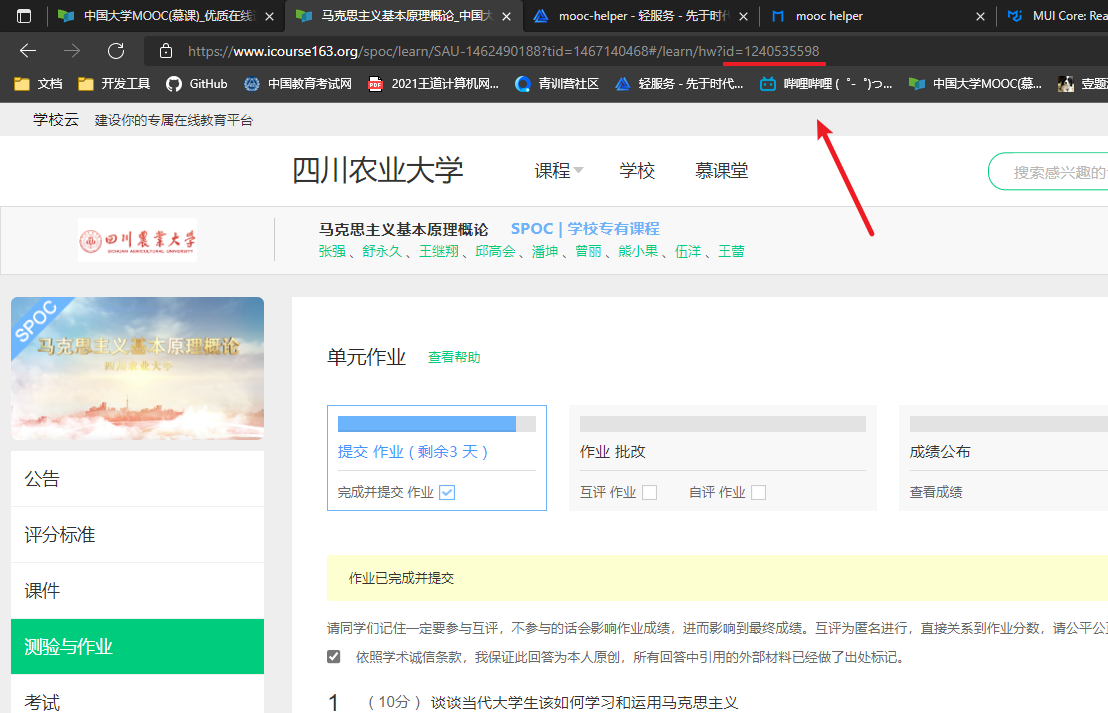 中国大学MOOC(慕课)_优质在线
马克思主义基本原理概论_中国大
mooc-helper - 轻服务 - 先于时代
mooc helper
MUI Core: Rea
https://www.icourse163.org/spoc/learn/SAU-1462490188?tid=1467140468#/learn/hw?id=1240535598
文档
开发工具
GitHub
中国教育考试网
PDF
2021王道计算机网...
青训营社区
轻服务 - 先于时代...
哔哩哔哩 (゜-゜)つ...
中国大学MOOC(慕...
壹题
学校云 建设你的专属在线教育平台
四川农业大学
课程
学校
慕课堂
搜索感兴趣的
四川農業大学
SICHUAN AGRICULTURAL UNIVERSITY
马克思主义基本原理概论 SPOC | 学校专有课程
张强、舒永久、王继翔、邱高会、潘坤、曾丽、熊小果、伍洋、王蕾
SPOC
马克思主义基本原理概论
四川农业大学
公告
评分标准
课件
测验与作业
考试
单元作业 查看帮助
提交 作业 ( 剩余3 天 )
完成并提交 作业
作业 批改
互评 作业 自评 作业
成绩公布
查看成绩
作业已完成并提交
请同学们记住一定要参与互评，不参与的话会影响作业成绩，进而影响到最终成绩。互评为匿名进行，直接关系到作业分数，请公平公
依照学术诚信条款，我保证此回答为本人原创，所有回答中引用的外部材料已经做了出处标记。
1 （10分） 谈谈当代大学生该如何学习和运用马克思主义